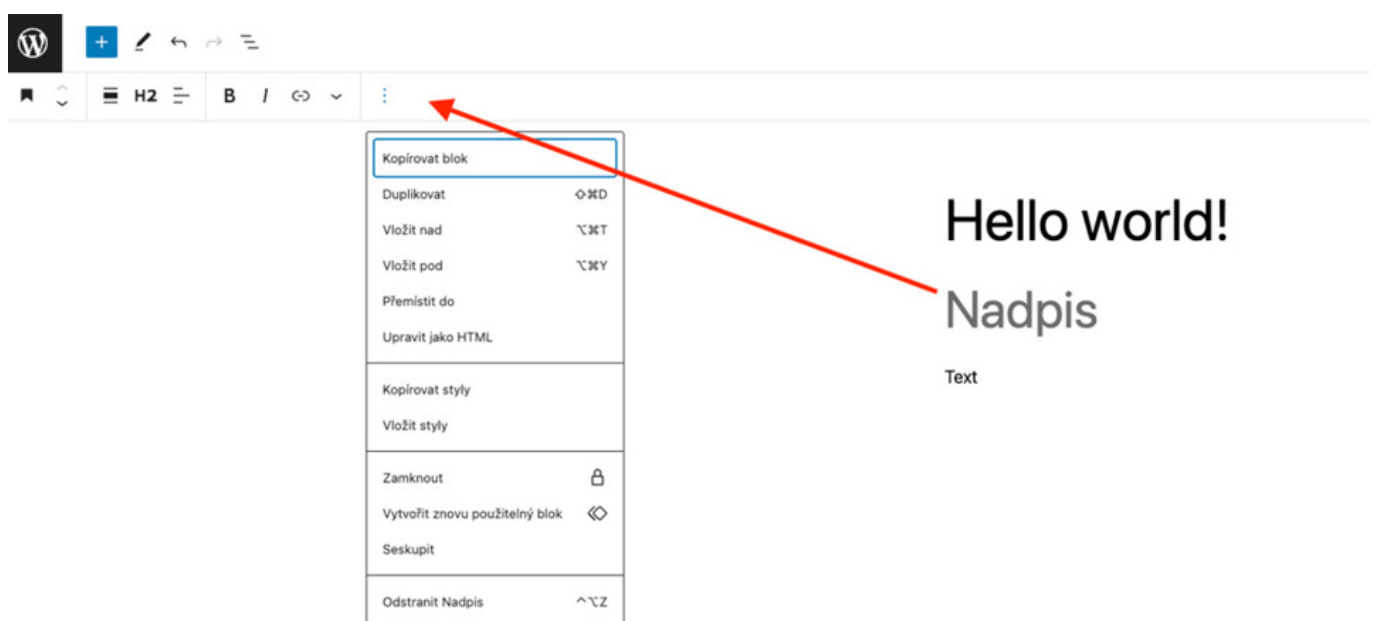 H2 B I
Kopírovat blok
Duplikovat ⇧⌘D
Vložit nad ⌥⌘T
Vložit pod ⌥⌘Y
Přemístit do
Upravit jako HTML
Kopírovat styly
Vložit styly
Zamknout
Vytvořit znovu použitelný blok
Seskupit
Odstranit Nadpis ^⌥Z
Hello world!
Nadpis
Text